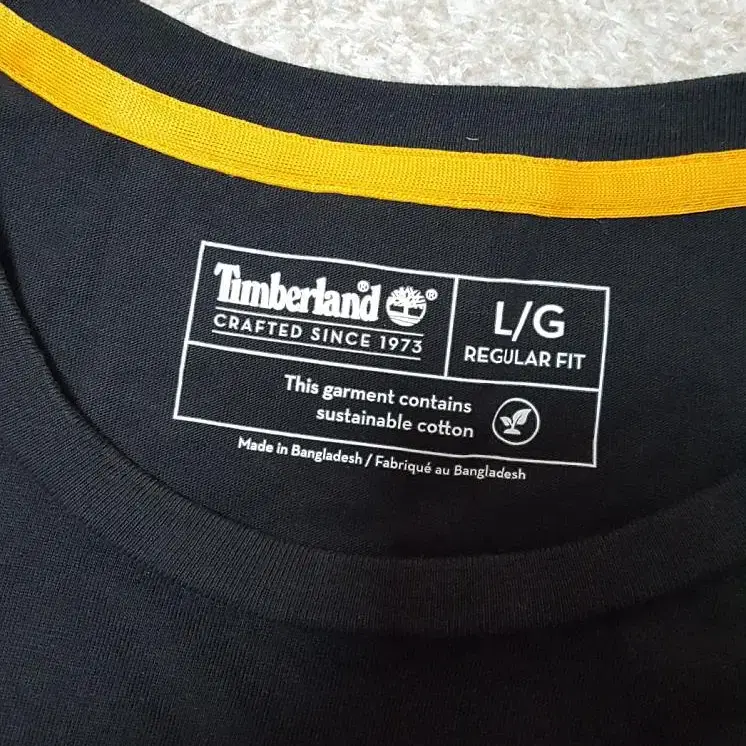 Timberland®®
CRAFTED SINCE 1973
L/G
REGULAR FIT
This garment contains
sustainable cotton
Made in Bangladesh / Fabriqué au Bangladesh